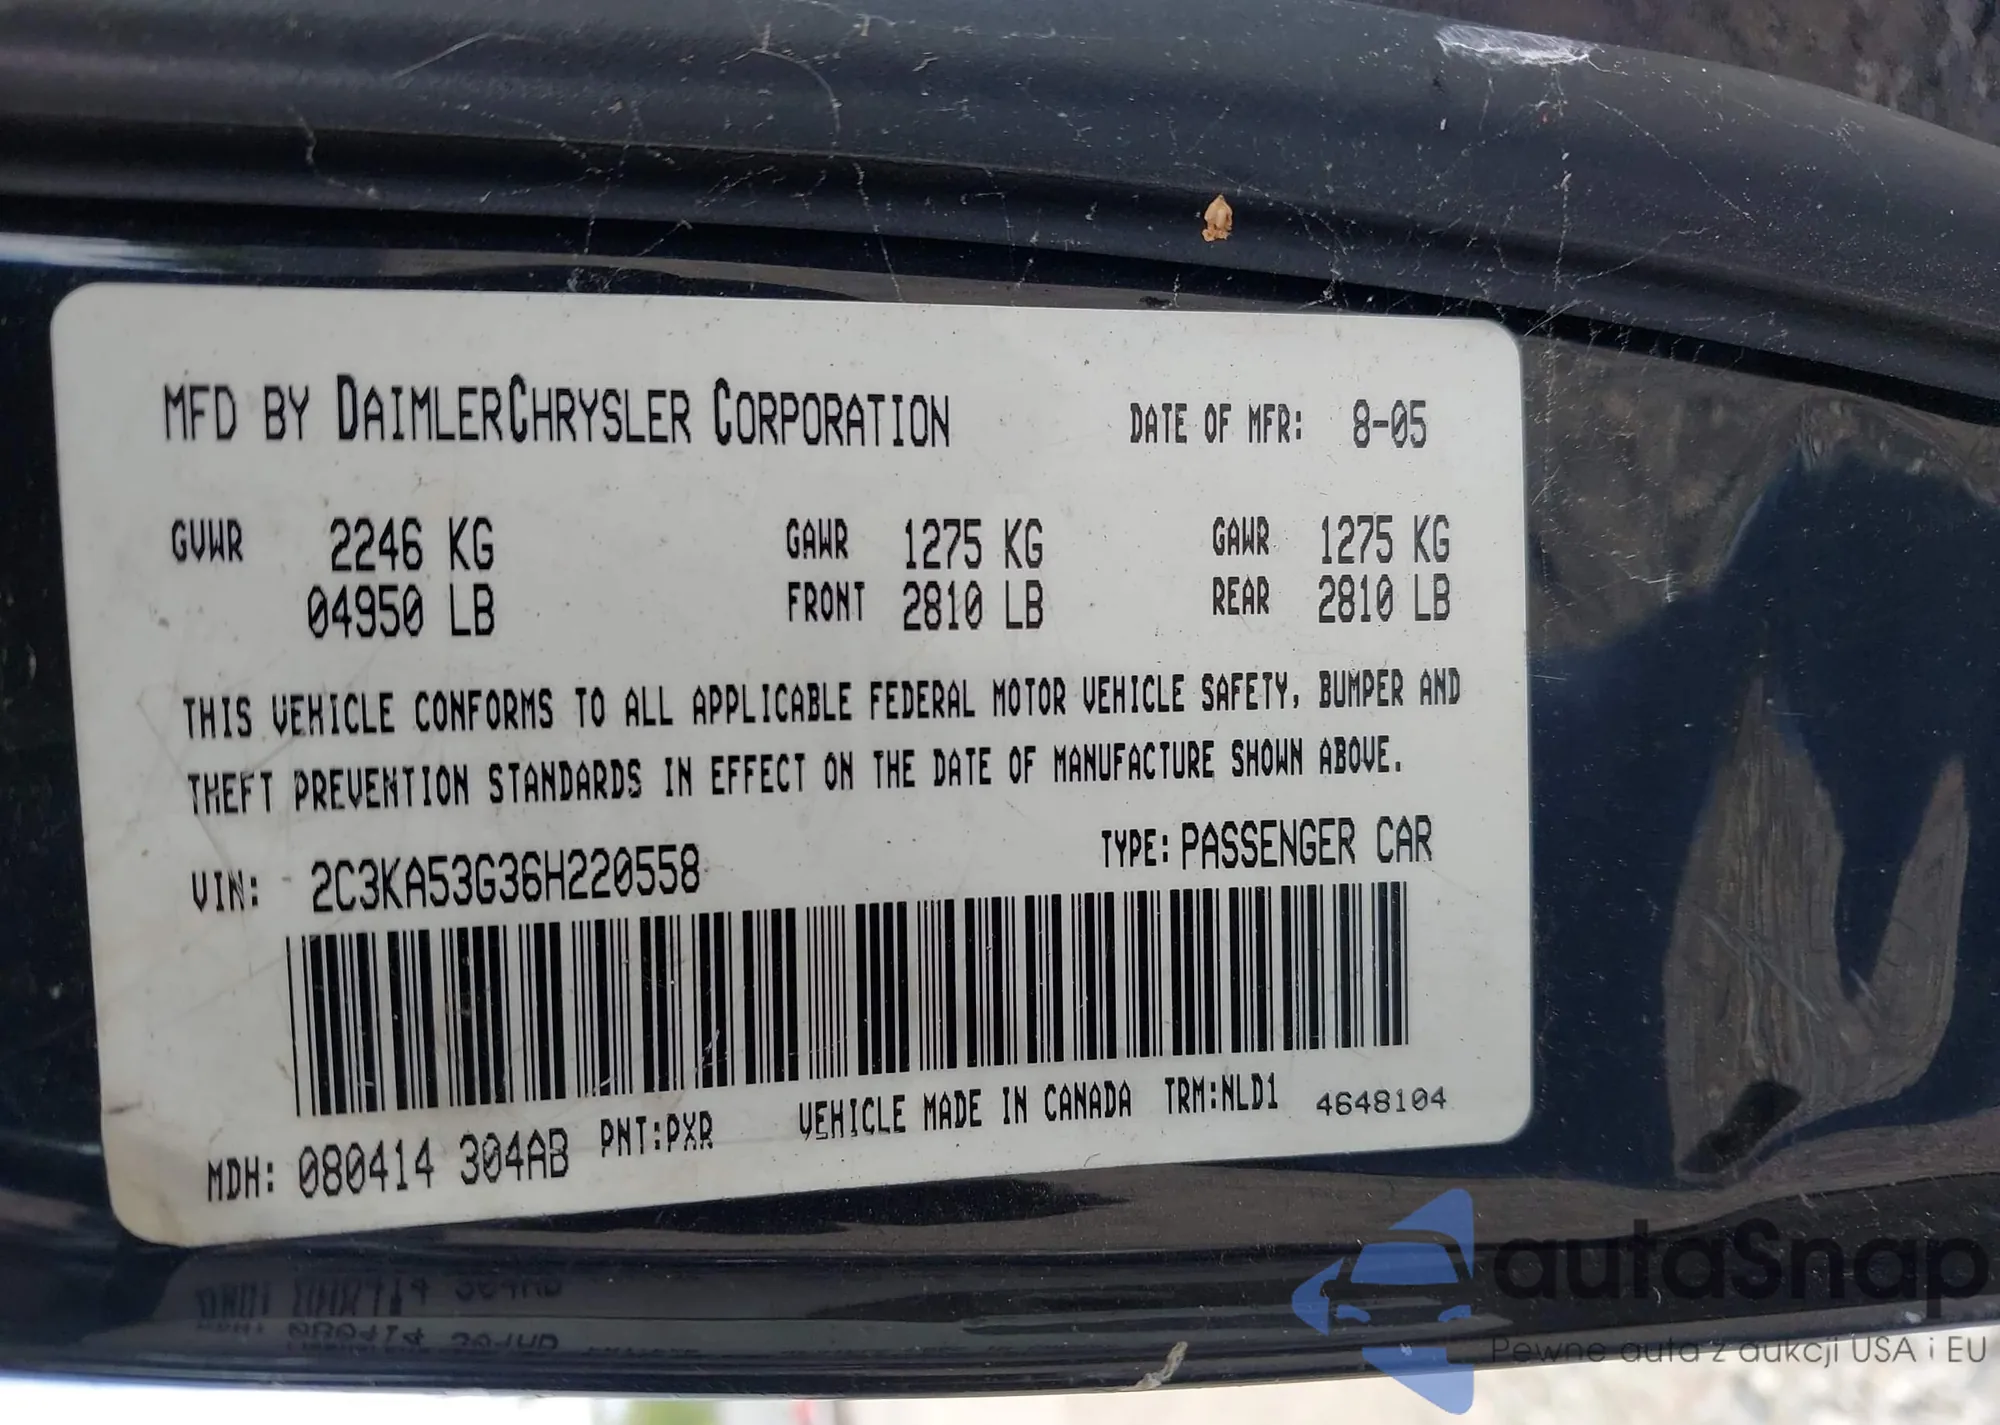 MFD BY DAIMLERCHRYSLER CORPORATION DATE OF MFR: 8-05
GVWR 2246 KG GAWR 1275 KG GAWR 1275 KG
04950 LB FRONT 2810 LB REAR 2810 LB
THIS VEHICLE CONFORMS TO ALL APPLICABLE FEDERAL MOTOR VEHICLE SAFETY, BUMPER AND
THEFT PREVENTION STANDARDS IN EFFECT ON THE DATE OF MANUFACTURE SHOWN ABOVE.
VIN: - 2C3KA53G36H220558 TYPE: PASSENGER CAR
MDH: 080414 304AB PNT:PXR VEHICLE MADE IN CANADA TRM:NLD1 4648104
autaSnap
Pewne auta z aukcji USA i EU